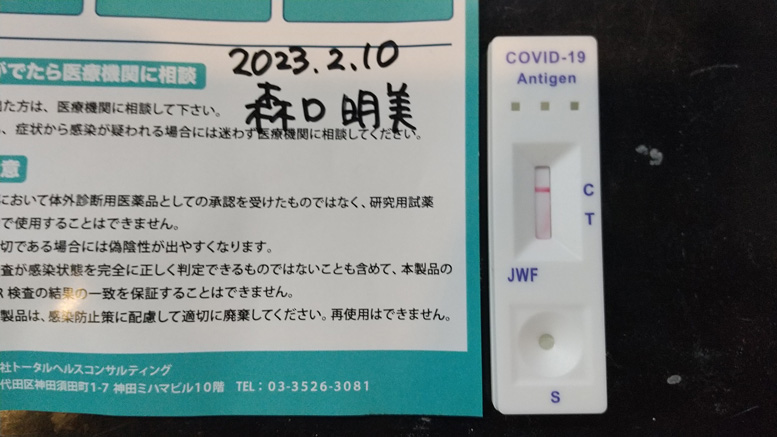 2023.2.10
森口 明美
がでたら医療機関に相談
出た方は、医療機関に相談して下さい。
、症状から感染が疑われる場合には迷わず医療機関に相談してください。
意
において体外診断用医薬品としての承認を受けたものではなく、研究用試薬
で使用することはできません。
切である場合には偽陰性が出やすくなります。
査が感染状態を完全に正しく判定できるものではないことも含めて、本製品の
R 検査の結果の一致を保証することはできません。
製品は、感染防止策に配慮して適切に廃棄してください。再使用はできません。
社トータルヘルスコンサルティング
代田区神田須田町1-7 神田ミハマビル10階 TEL：03-3526-3081
COVID-19
Antigen
C
T
JWF
S